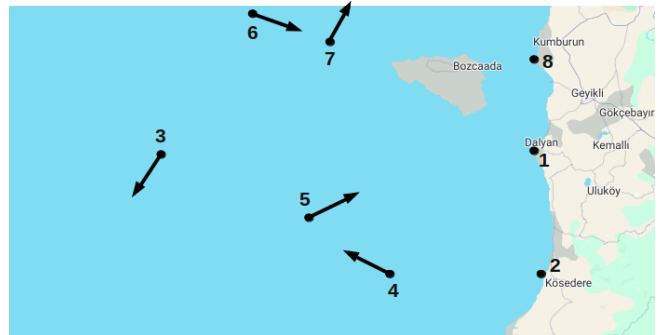 6
7
Kumburun
8
Bozcaada
Geyikli
Gökçebayır
3
Dalyan
1
Kemallı
Uluköy
5
2
4
Kösedere